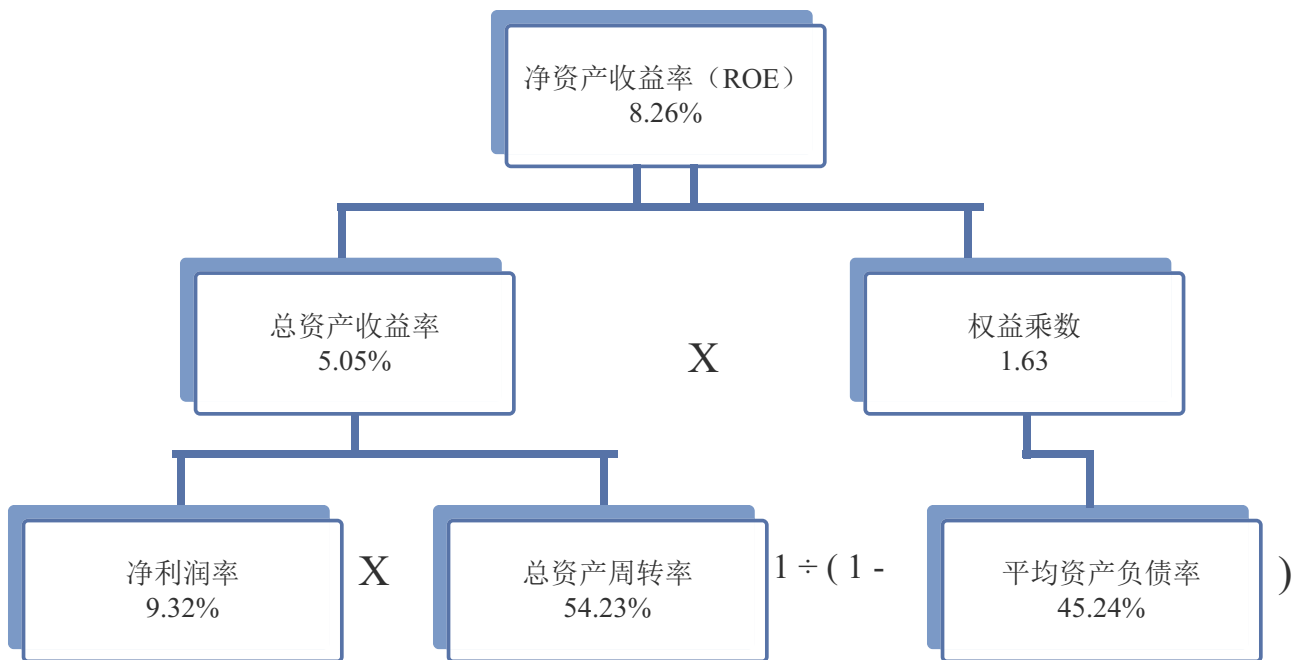 净资产收益率（ROE）
8.26%
总资产收益率
5.05%
X
权益乘数
1.63
净利润率
9.32%
X
总资产周转率
54.23%
1 ÷ ( 1 -
平均资产负债率
45.24%
)